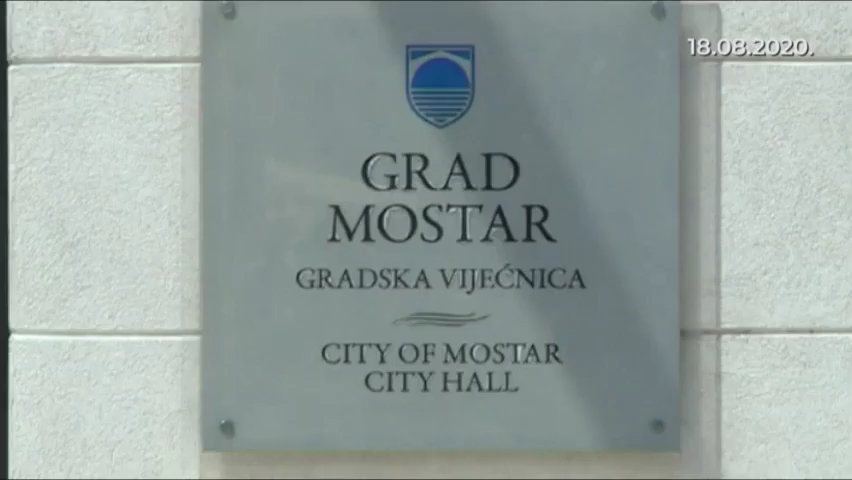 18.08.2020.
GRAD
MOSTAR
GRADSKA VIJEĆNICA
CITY OF MOSTAR
CITY HALL